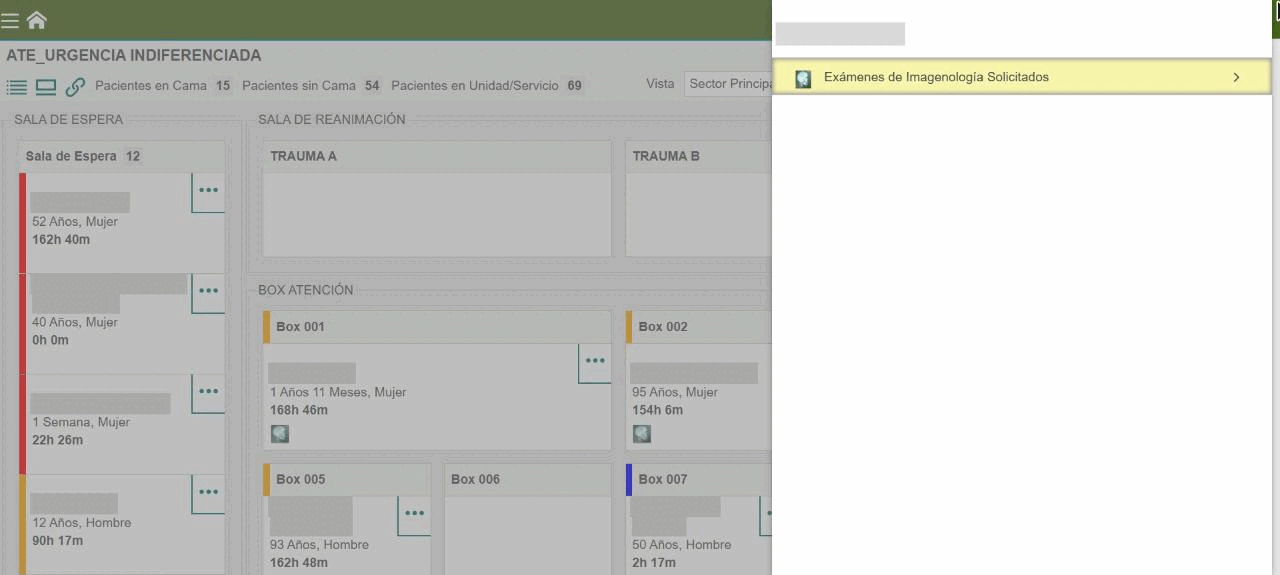 ATE_URGENCIA INDIFERENCIADA
Pacientes en Cama 15 Pacientes sin Cama 54 Pacientes en Unidad/Servicio 69 Vista Sector Principa
SALA DE ESPERA
Sala de Espera 12
52 Años, Mujer
162h 40m
40 Años, Mujer
0h 0m
1 Semana, Mujer
22h 26m
12 Años, Hombre
90h 17m
SALA DE REANIMACIÓN
TRAUMA A
TRAUMA B
BOX ATENCIÓN
Box 001
1 Años 11 Meses, Mujer
168h 46m
Box 002
95 Años, Mujer
154h 6m
Box 005
93 Años, Hombre
162h 48m
Box 006
Box 007
50 Años, Hombre
2h 17m
Exámenes de Imagenología Solicitados